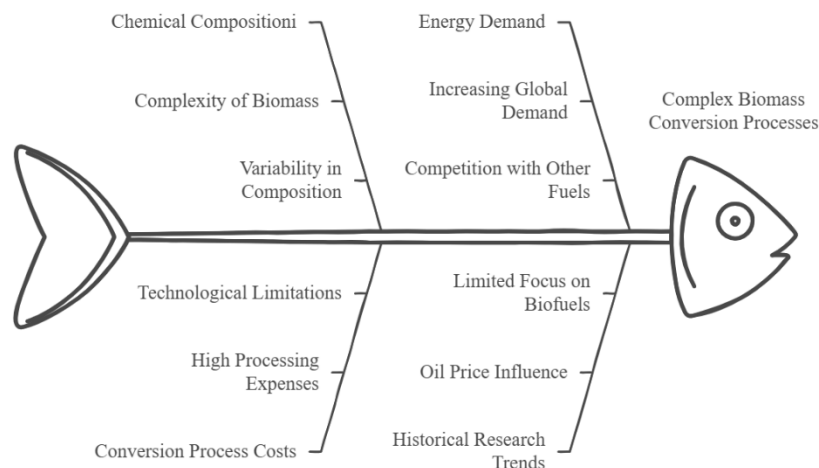 Chemical Compositioni
Complexity of Biomass
Variability in
Composition
Energy Demand
Increasing Global
Demand
Competition with Other
Fuels
Complex Biomass
Conversion Processes
Technological Limitations
High Processing
Expenses
Conversion Process Costs
Limited Focus on
Biofuels
Oil Price Influence
Historical Research
Trends